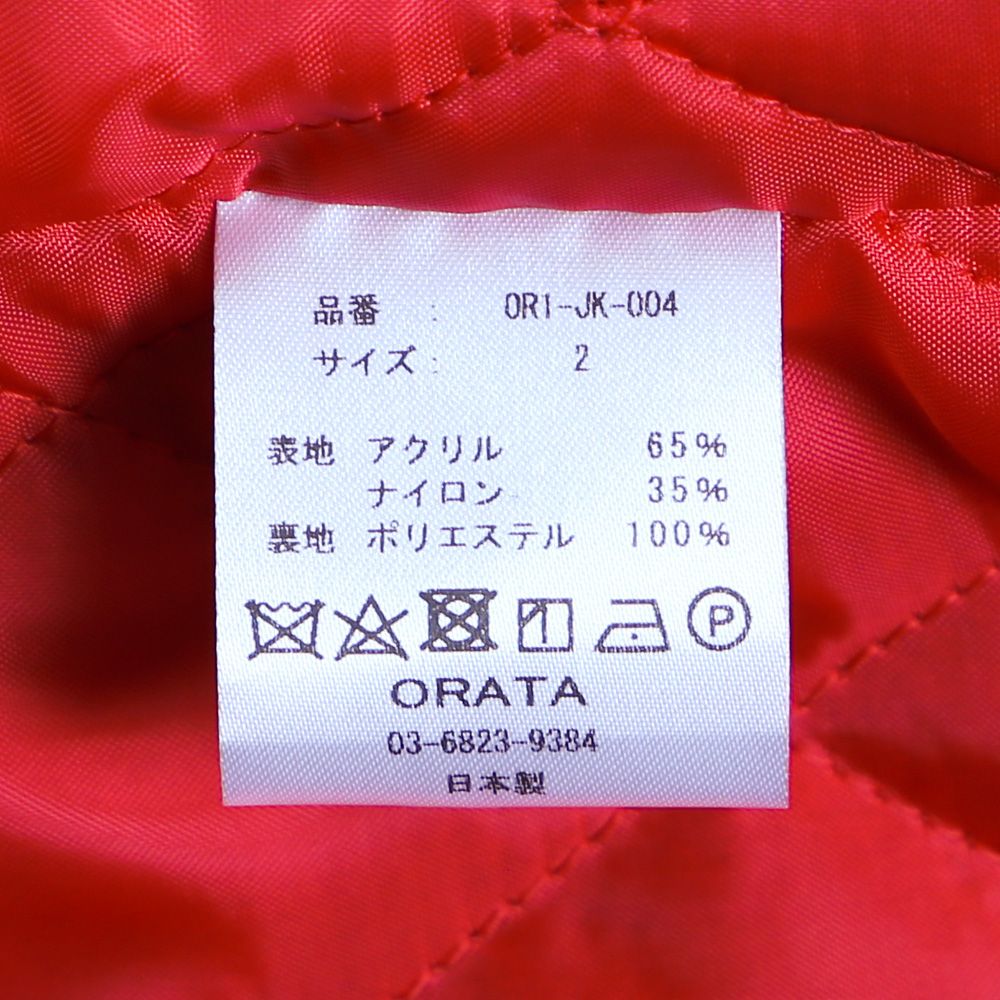 品番 : ORI-JK-004
サイズ: 2
表地 アクリル 65%
ナイロン 35%
裏地 ポリエステル 100%
P
ORATA
03-6823-9384
日本製